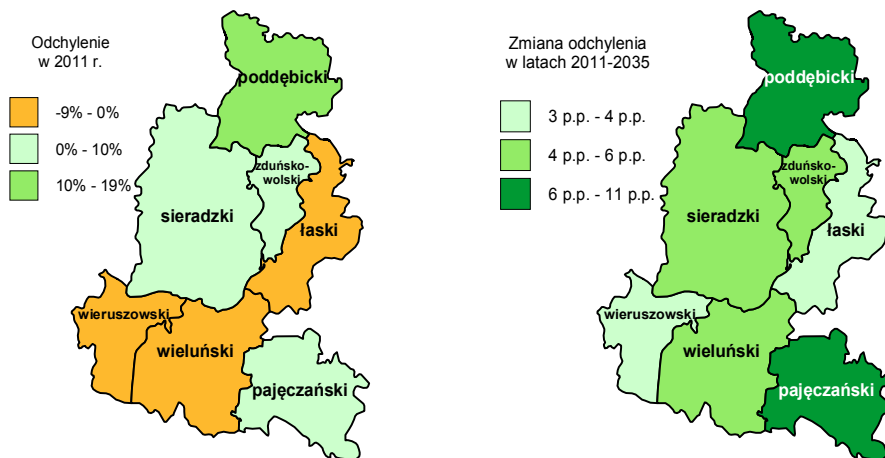 Odchylenie
w 2011 r.
-9% - 0%
0% - 10%
10% - 19%
poddębicki
zduńsko-
wolski
sieradzki
łaski
wieruszowski
wieluński
pajęczański
Zmiana odchylenia
w latach 2011-2035
3 p.p. - 4 p.p.
4 p.p. - 6 p.p.
6 p.p. - 11 p.p.
poddębicki
zduńsko-
wolski
sieradzki
łaski
wieruszowski
wieluński
pajęczański